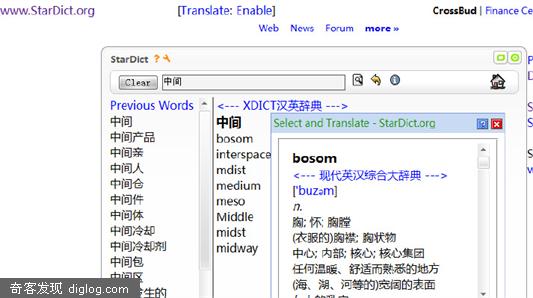 www.StarDict.org
[Translate: Enable]
CrossBud | Finance Ce
Web News Forum more »
StarDict ?
Clear 中间
Previous Words
中间
中间产品
中间亲
中间人
中间仓
中间件
中间体
中间冷却
中间冷却剂
中间包
中间区
发生的
<--- XDICT汉英辞典 --->
中间
bosom
interspace
mdist
medium
meso
Middle
midst
midway
Select and Translate - StarDict.org
bosom
<--- 现代英汉综合大辞典 --->
['buzəm]
n.
胸; 怀; 胸膛
(衣服的)胸襟; 胸状物
中心; 内部; 核心; 核心集团
任何温暖、舒适而熟悉的地方
(海、湖、河等的)宽阔的表面
奇客发现 diglog.com